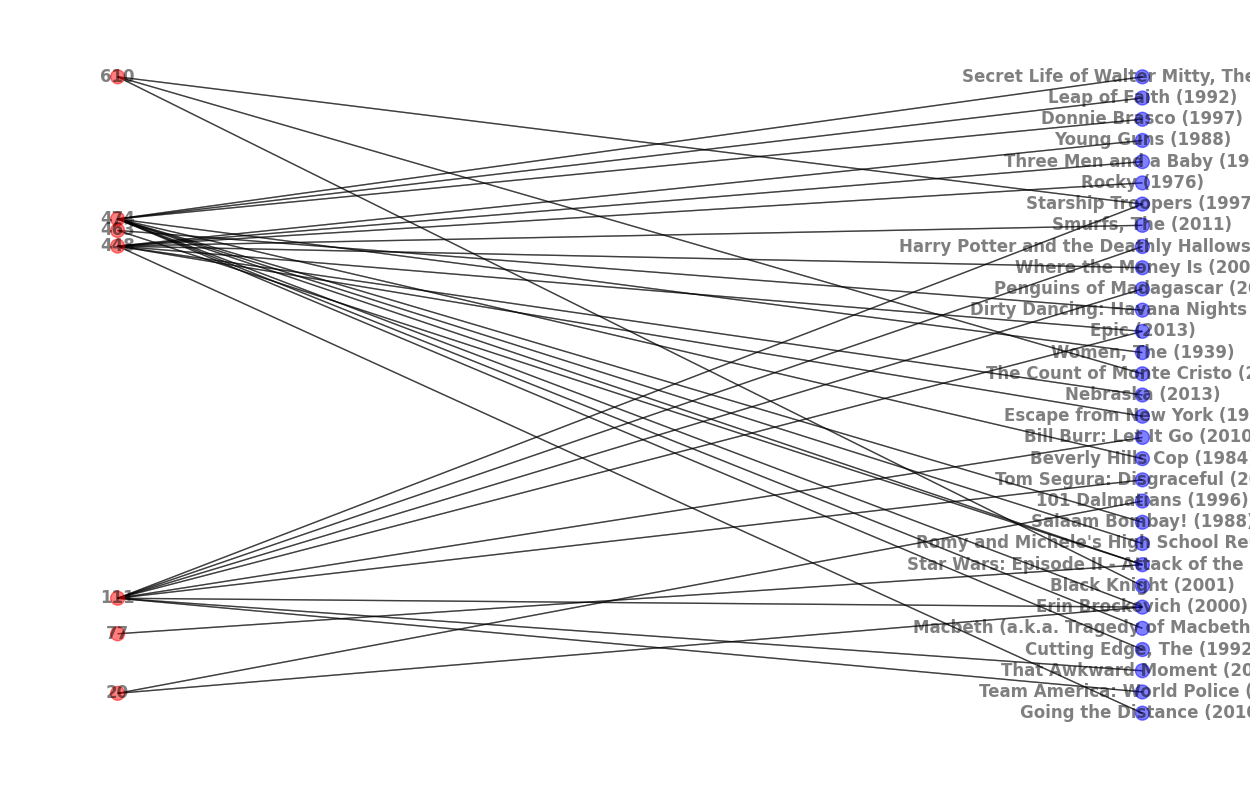 610
474
463
448
111
77
20
Secret Life of Walter Mitty, The
Leap of Faith (1992)
Donnie Brasco (1997)
Young Guns (1988)
Three Men and a Baby (19
Rocky (1976)
Starship Troopers (1997
Smurfs, The (2011)
Harry Potter and the Deathly Hallows
Where the Money Is (200
Penguins of Madagascar (20
Dirty Dancing: Havana Nights
Epic (2013)
Women, The (1939)
The Count of Monte Cristo (2
Nebraska (2013)
Escape from New York (19
Bill Burr: Let It Go (2010
Beverly Hills Cop (1984
Tom Segura: Disgraceful (20
101 Dalmatians (1996)
Salaam Bombay! (1988)
Romy and Michele's High School Re
Star Wars: Episode II - Attack of the
Black Knight (2001)
Erin Brockovich (2000)
Macbeth (a.k.a. Tragedy of Macbeth
Cutting Edge, The (1992
That Awkward Moment (20
Team America: World Police (
Going the Distance (2010